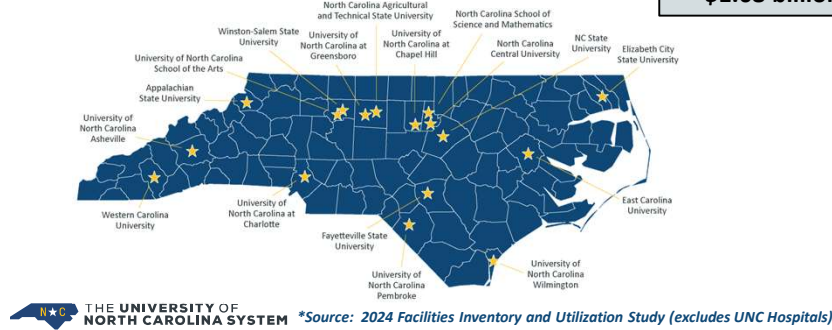 North Carolina Agricultural
and Technical State University
North Carolina School of
Science and Mathematics
Winston-Salem State
University
University of
North Carolina at
Greensboro
University of
North Carolina at
Chapel Hill
North Carolina
Central University
NC State
University
Elizabeth City
State University
University of North Carolina
School of the Arts
Appalachian
State University
University of
North Carolina
Asheville
Western Carolina
University
University of
North Carolina at
Charlotte
Fayetteville State
University
University of
North Carolina
Pembroke
University of
North Carolina
Wilmington
East Carolina
University
N C
THE UNIVERSITY OF
NORTH CAROLINA SYSTEM
*Source: 2024 Facilities Inventory and Utilization Study (excludes UNC Hospitals)